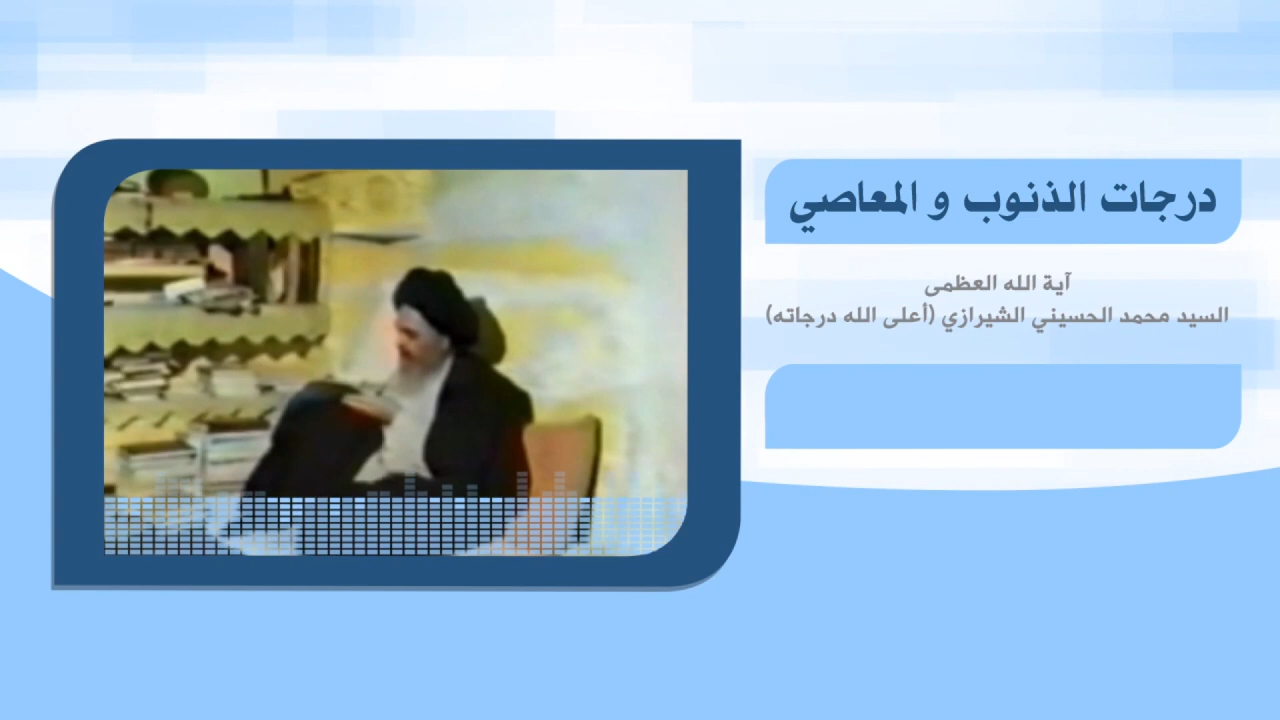 درجات الذنوب و المعاصي
آية الله العظمى
السيد محمد الحسيني الشيرازي (أعلى الله درجاته)